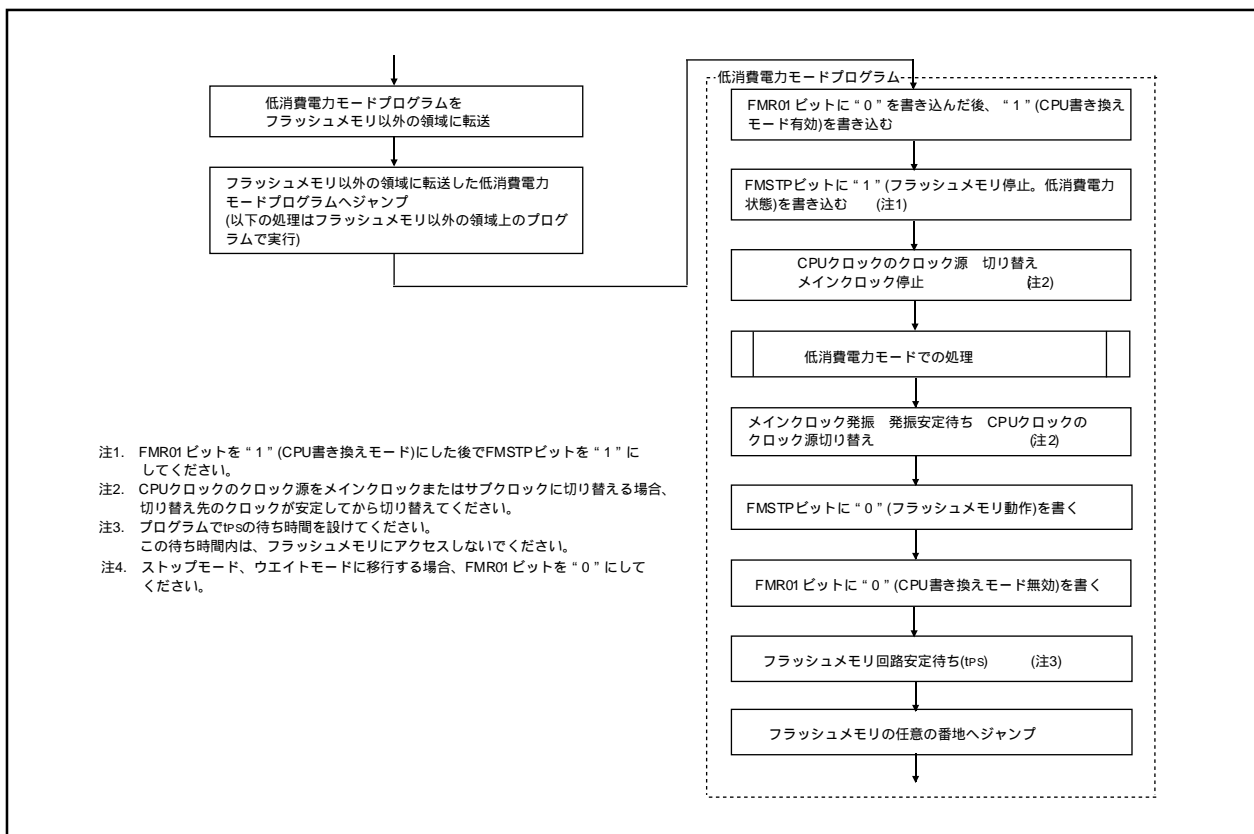 低消費電力モードプログラムを
フラッシュメモリ以外の領域に転送
フラッシュメモリ以外の領域に転送した低消費電力
モードプログラムへジャンプ
(以下の処理はフラッシュメモリ以外の領域上のプログ
ラムで実行)
低消費電力モードプログラム
FMR01ビットに“0”を書き込んだ後、“1”(CPU書き換え
モード有効)を書き込む
FMSTPビットに“1”(フラッシュメモリ停止。低消費電力
状態)を書き込む (注1)
CPUクロックのクロック源 切り替え
メインクロック停止 (注2)
低消費電力モードでの処理
メインクロック発振 発振安定待ち CPUクロックの
クロック源切り替え (注2)
FMSTPビットに“0”(フラッシュメモリ動作)を書く
FMR01ビットに“0”(CPU書き換えモード無効)を書く
フラッシュメモリ回路安定待ち(tPS) (注3)
フラッシュメモリの任意の番地へジャンプ
注1. FMR01ビットを“1”(CPU書き換えモード)にした後でFMSTPビットを“1”に
してください。
注2. CPUクロックのクロック源をメインクロックまたはサブクロックに切り替える場合、
切り替え先のクロックが安定してから切り替えてください。
注3. プログラムでtPSの待ち時間を設けてください。
この待ち時間内は、フラッシュメモリにアクセスしないでください。
注4. ストップモード、ウエイトモードに移行する場合、FMR01ビットを“0”にして
ください。